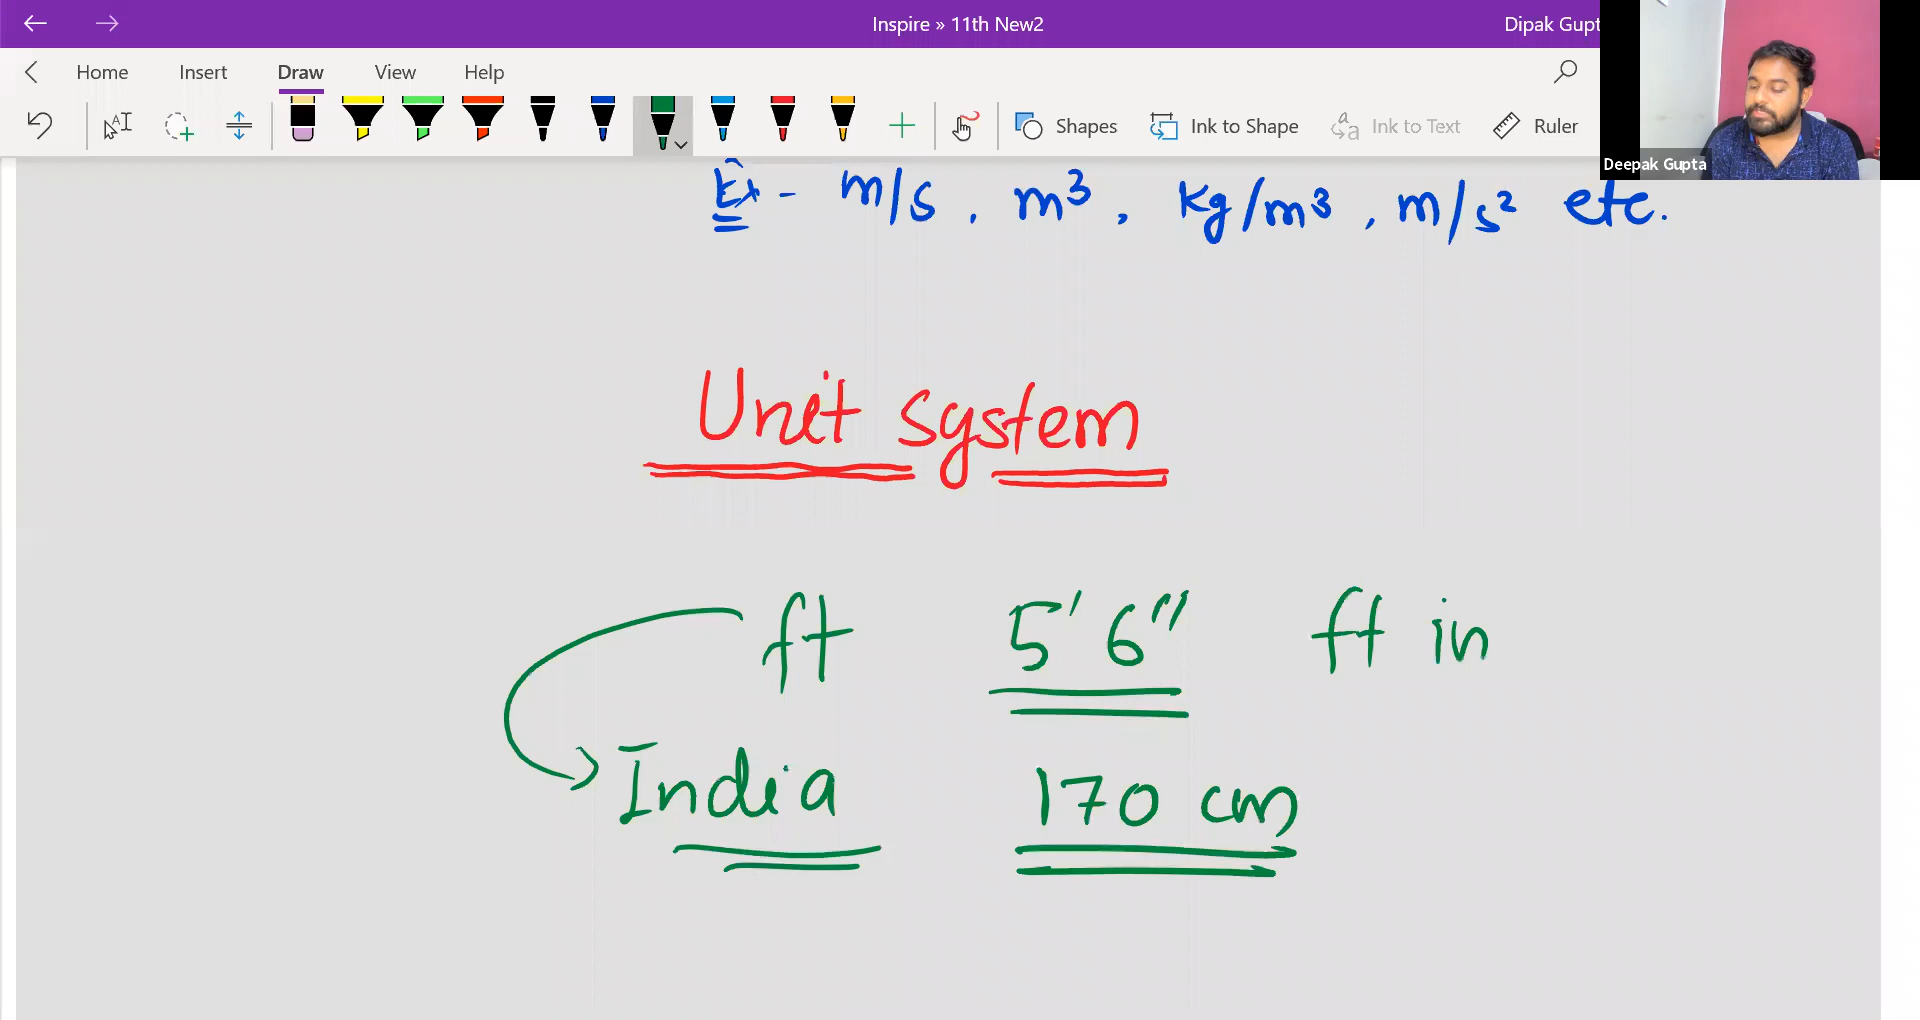 Inspire » 11th New2
Dipak Gupt
Home Insert Draw View Help
Shapes Ink to Shape Ink to Text Ruler
Deepak Gupta
Ex - m/s, m³, kg/m³, m/s² etc.
Unit system
ft 5' 6" ft in
India 170 cm